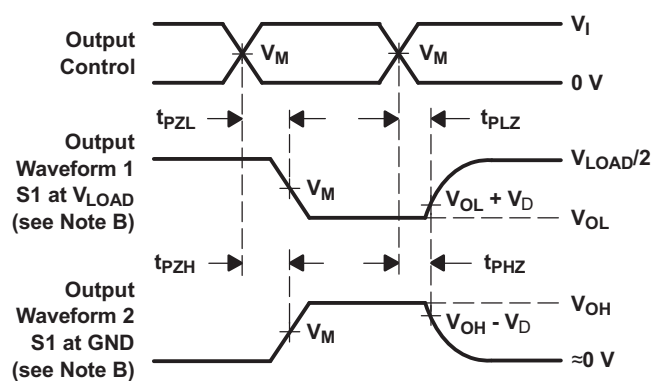 Output
Control
V_M
V_M
V_I
0 V
t_PZL
t_PLZ
Output
Waveform 1
S1 at V_LOAD
(see Note B)
V_M
V_OL + V_D
V_LOAD/2
V_OL
t_PZH
t_PHZ
Output
Waveform 2
S1 at GND
(see Note B)
V_M
V_OH - V_D
V_OH
≈0 V